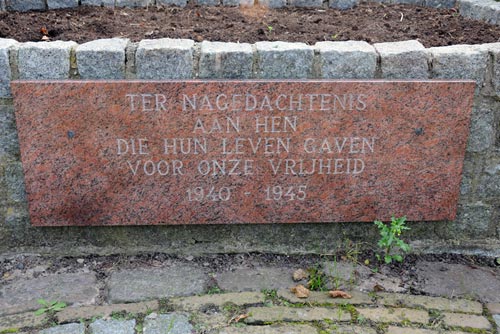 TER NAGEDACHTENIS
AAN HEN
DIE HUN LEVEN GAVEN
VOOR ONZE VRIJHEID
1940 - 1945